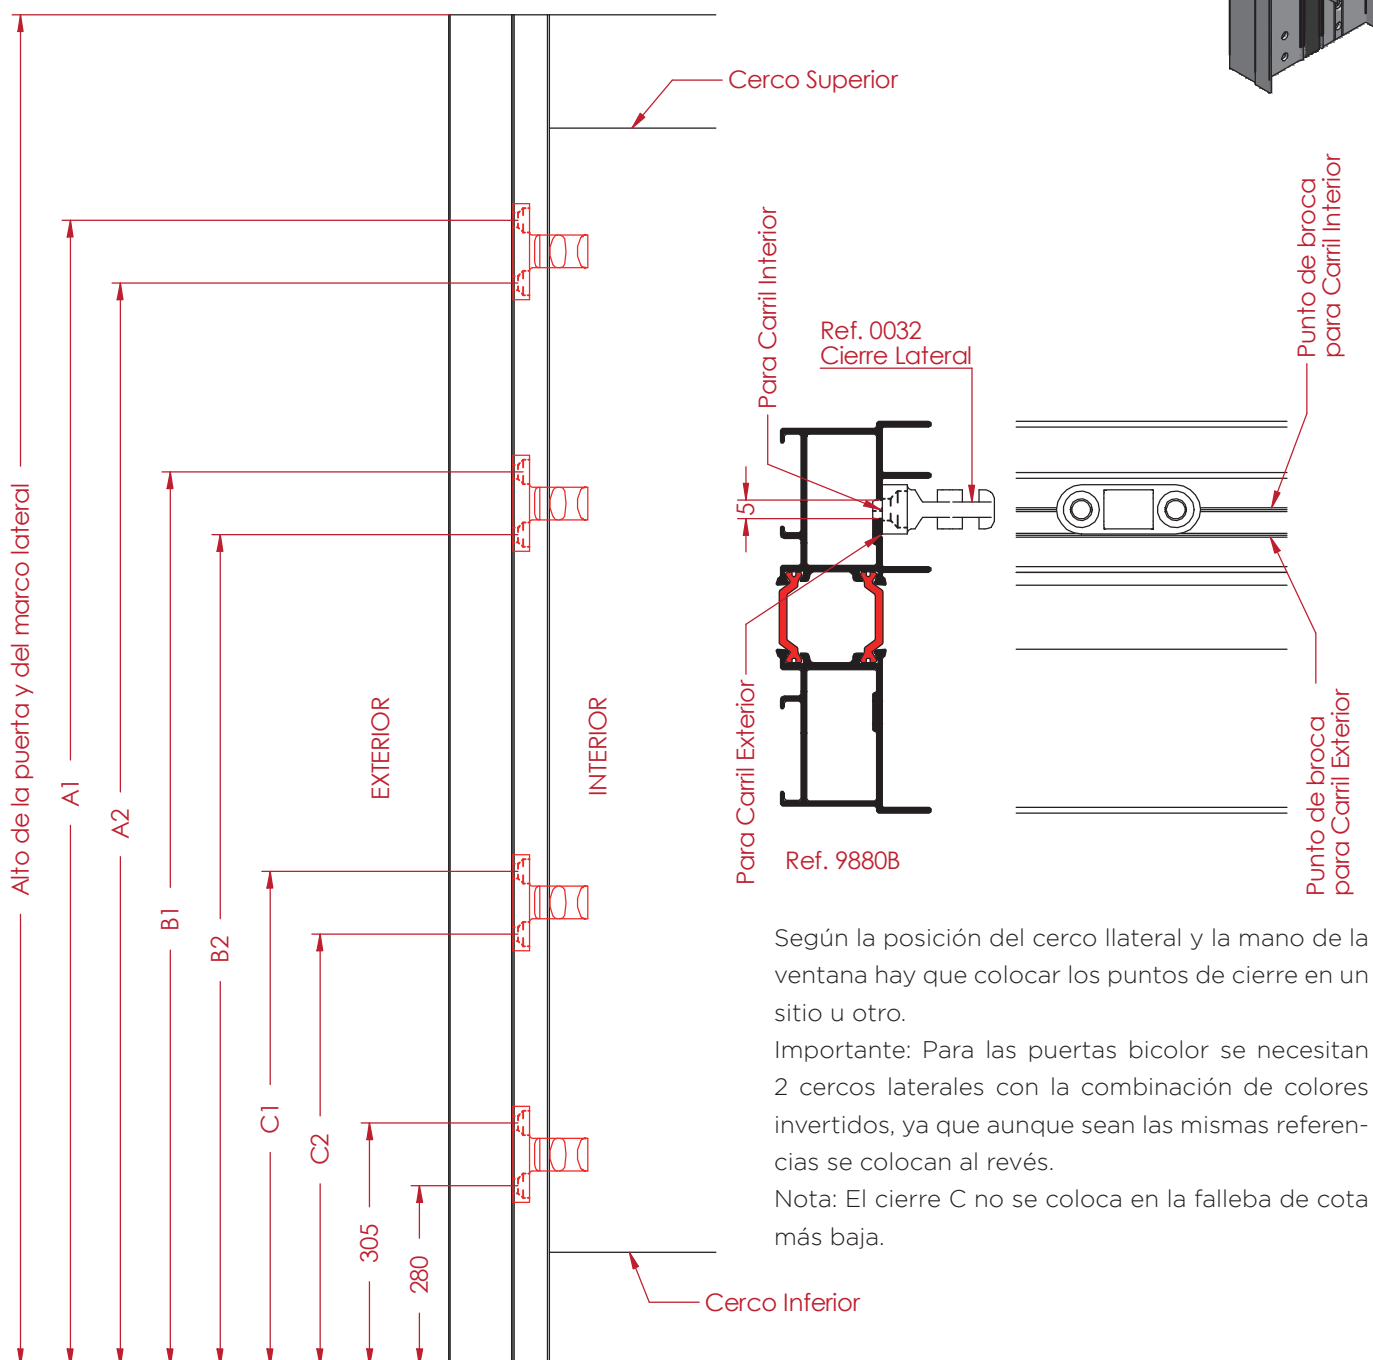 Cerco Superior
Alto de la puerta y del marco lateral
A1
A2
B1
B2
C1
C2
305
280
EXTERIOR
INTERIOR
Cerco Inferior
Para Carril Interior
Ref. 0032
Cierre Lateral
5
Para Carril Exterior
Ref. 9880B
Punto de broca
para Carril Interior
Punto de broca
para Carril Exterior
Según la posición del cerco llateral y la mano de la
ventana hay que colocar los puntos de cierre en un
sitio u otro.
Importante: Para las puertas bicolor se necesitan
2 cercos laterales con la combinación de colores
invertidos, ya que aunque sean las mismas referen-
cias se colocan al revés.
Nota: El cierre C no se coloca en la falleba de cota
más baja.